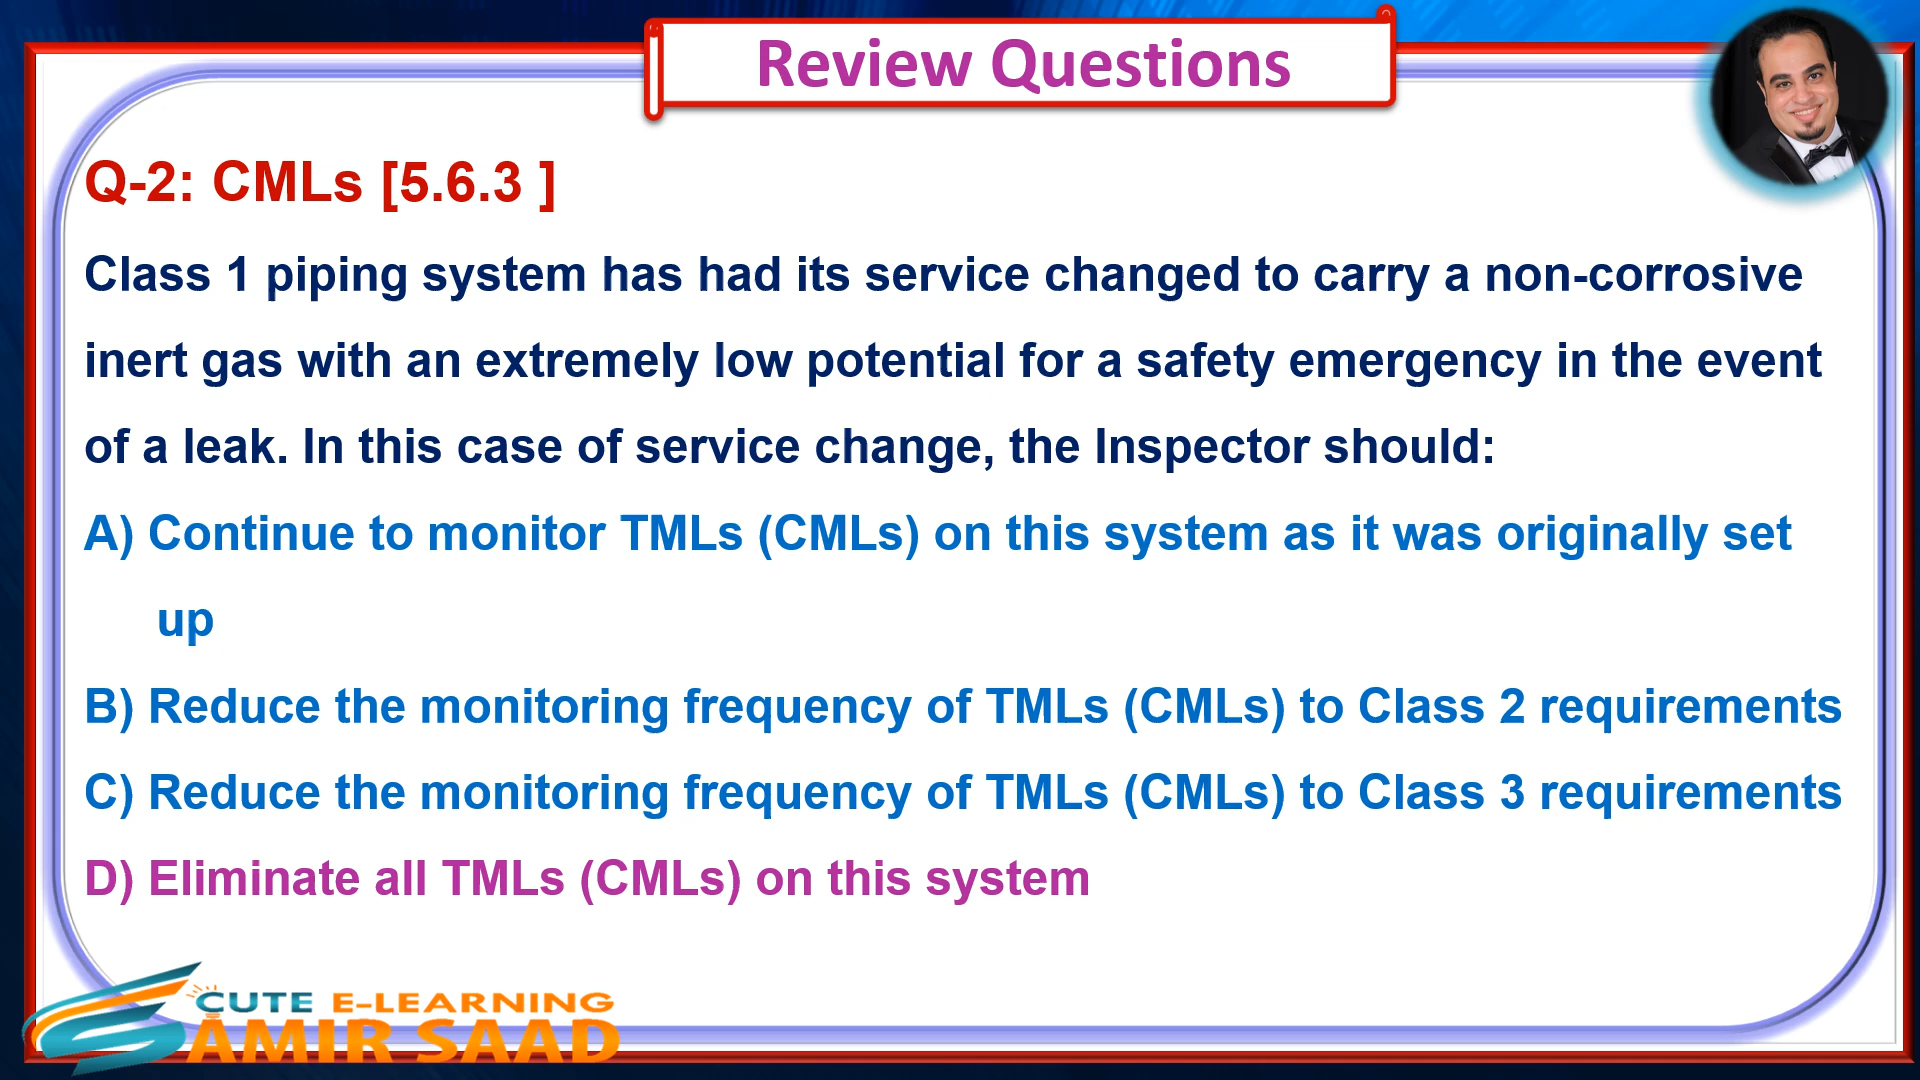 Review Questions
Q-2: CMLs [5.6.3 ]
Class 1 piping system has had its service changed to carry a non-corrosive
inert gas with an extremely low potential for a safety emergency in the event
of a leak. In this case of service change, the Inspector should:
A) Continue to monitor TMLs (CMLs) on this system as it was originally set
up
B) Reduce the monitoring frequency of TMLs (CMLs) to Class 2 requirements
C) Reduce the monitoring frequency of TMLs (CMLs) to Class 3 requirements
D) Eliminate all TMLs (CMLs) on this system
CUTE E-LEARNING
AMIR SAAD